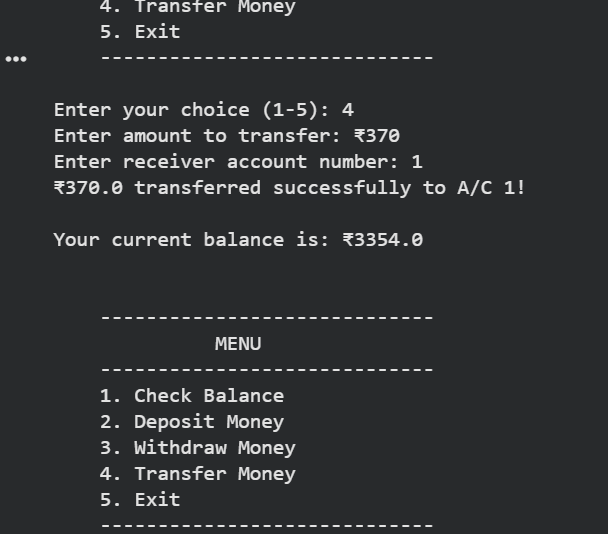 4. Transfer Money
5. Exit
-----------------------------
Enter your choice (1-5): 4
Enter amount to transfer: ₹370
Enter receiver account number: 1
₹370.0 transferred successfully to A/C 1!
Your current balance is: ₹3354.0
-----------------------------
MENU
-----------------------------
1. Check Balance
2. Deposit Money
3. Withdraw Money
4. Transfer Money
5. Exit
-----------------------------